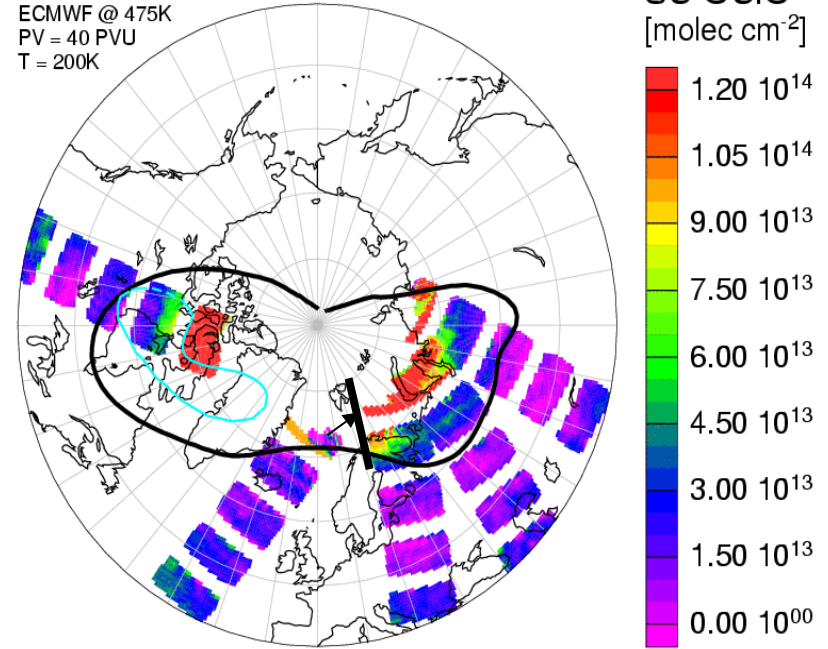 ECMWF @ 475K
PV = 40 PVU
T = 200K
[molec cm⁻²]
1.20 10¹⁴
1.05 10¹⁴
9.00 10¹³
7.50 10¹³
6.00 10¹³
4.50 10¹³
3.00 10¹³
1.50 10¹³
0.00 10⁰⁰